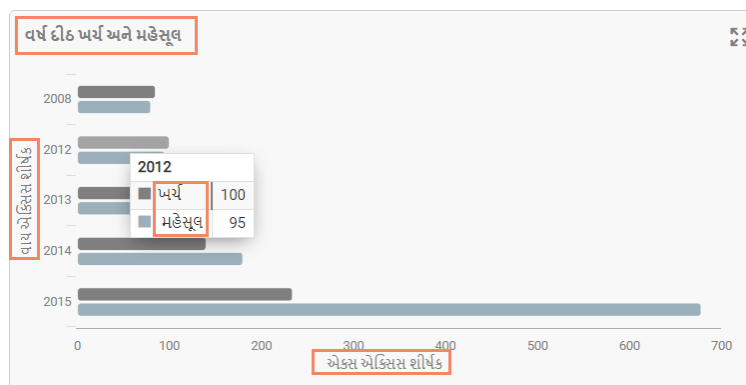 વર્ષ દીઠ ખર્ચ અને મહેસૂલ
2008
2012
2013
2014
2015
વાય એક્સિસ શીર્ષક
2012
ખર્ચ 100
મહેસૂલ 95
0 100 200 300 400 500 600 700
એક્સ એક્સિસ શીર્ષક